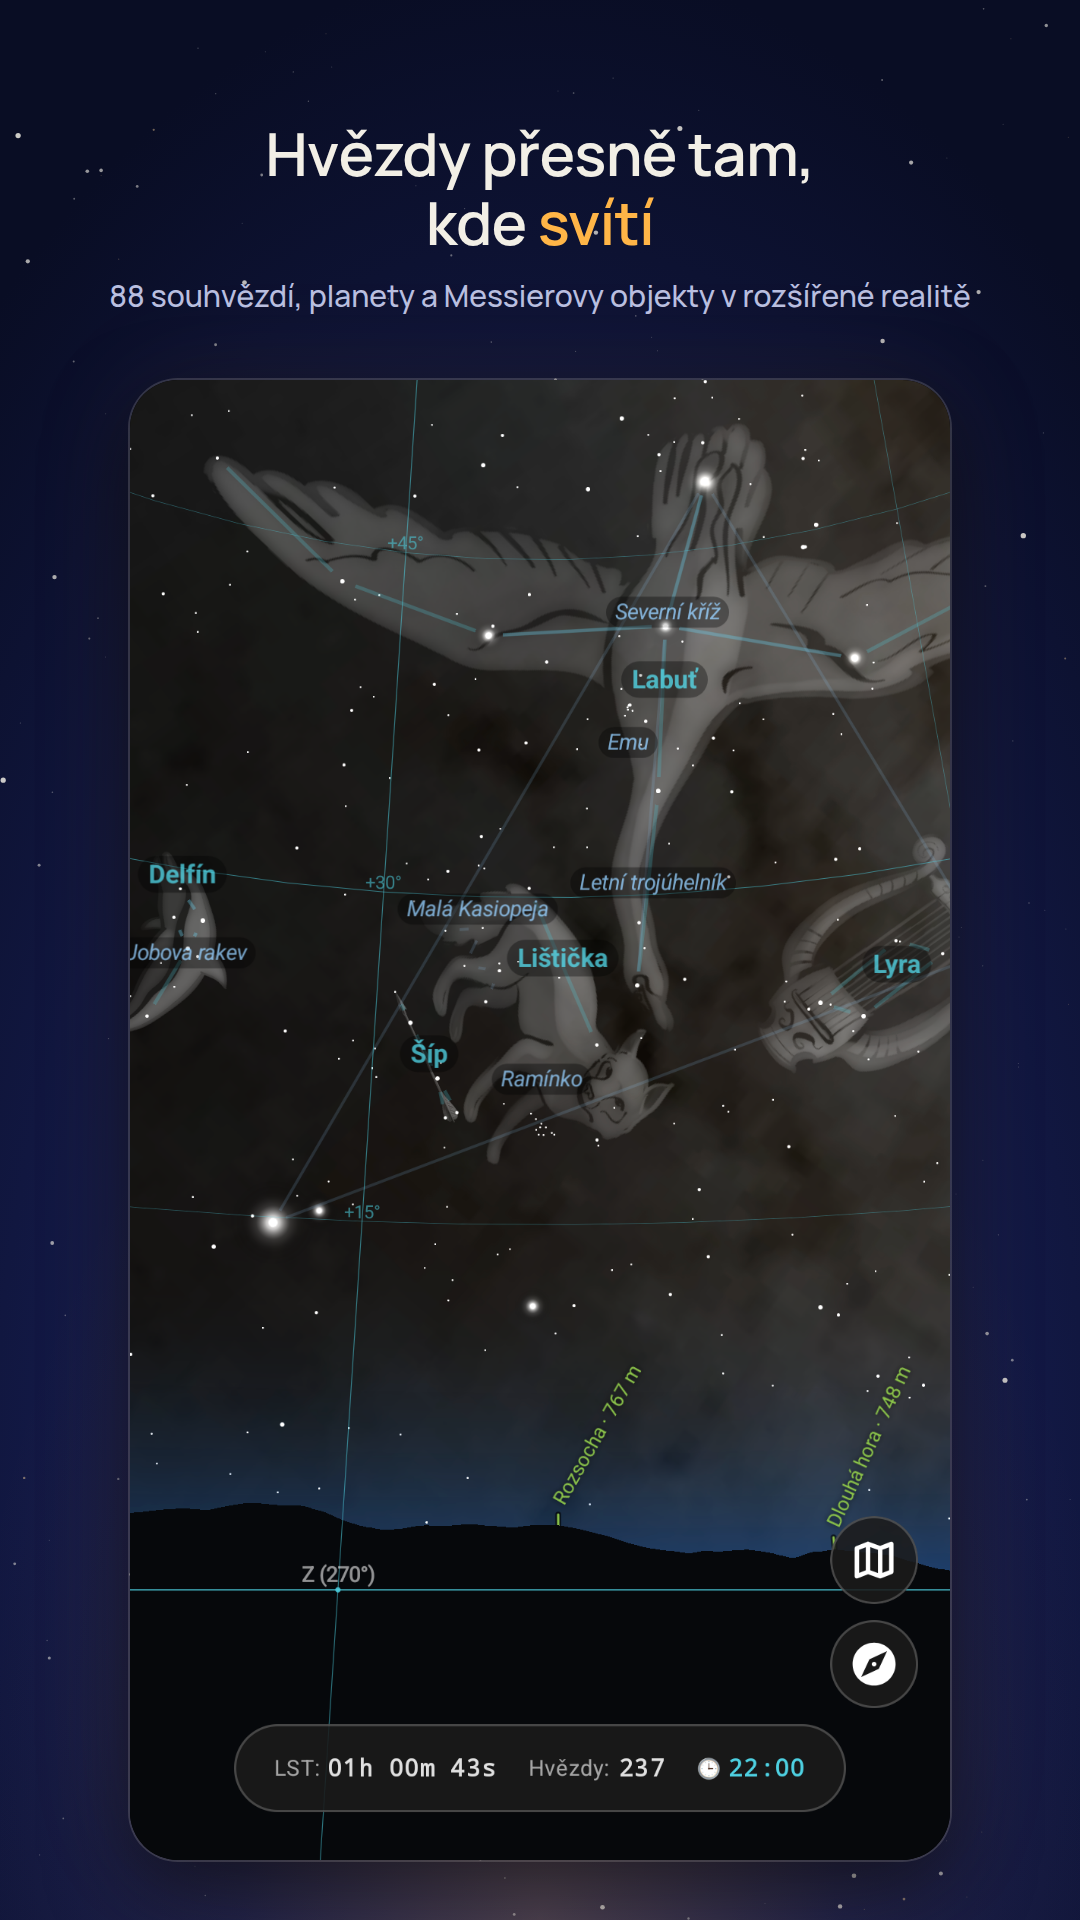 Hvězdy přesně tam,
kde svítí
88 souhvězdí, planety a Messierovy objekty v rozšířené realitě
+45°
Severní kříž
Labuť
Emu
Delfín
+30°
Letní trojúhelník
Malá Kasiopeja
Jobova rakev
Lištička
Lyra
Šíp
Ramínko
+15°
Rozsocha · 767 m
Dlouhá hora · 748 m
Z (270°)
LST: 01h 00m 43s Hvězdy: 237 22:00